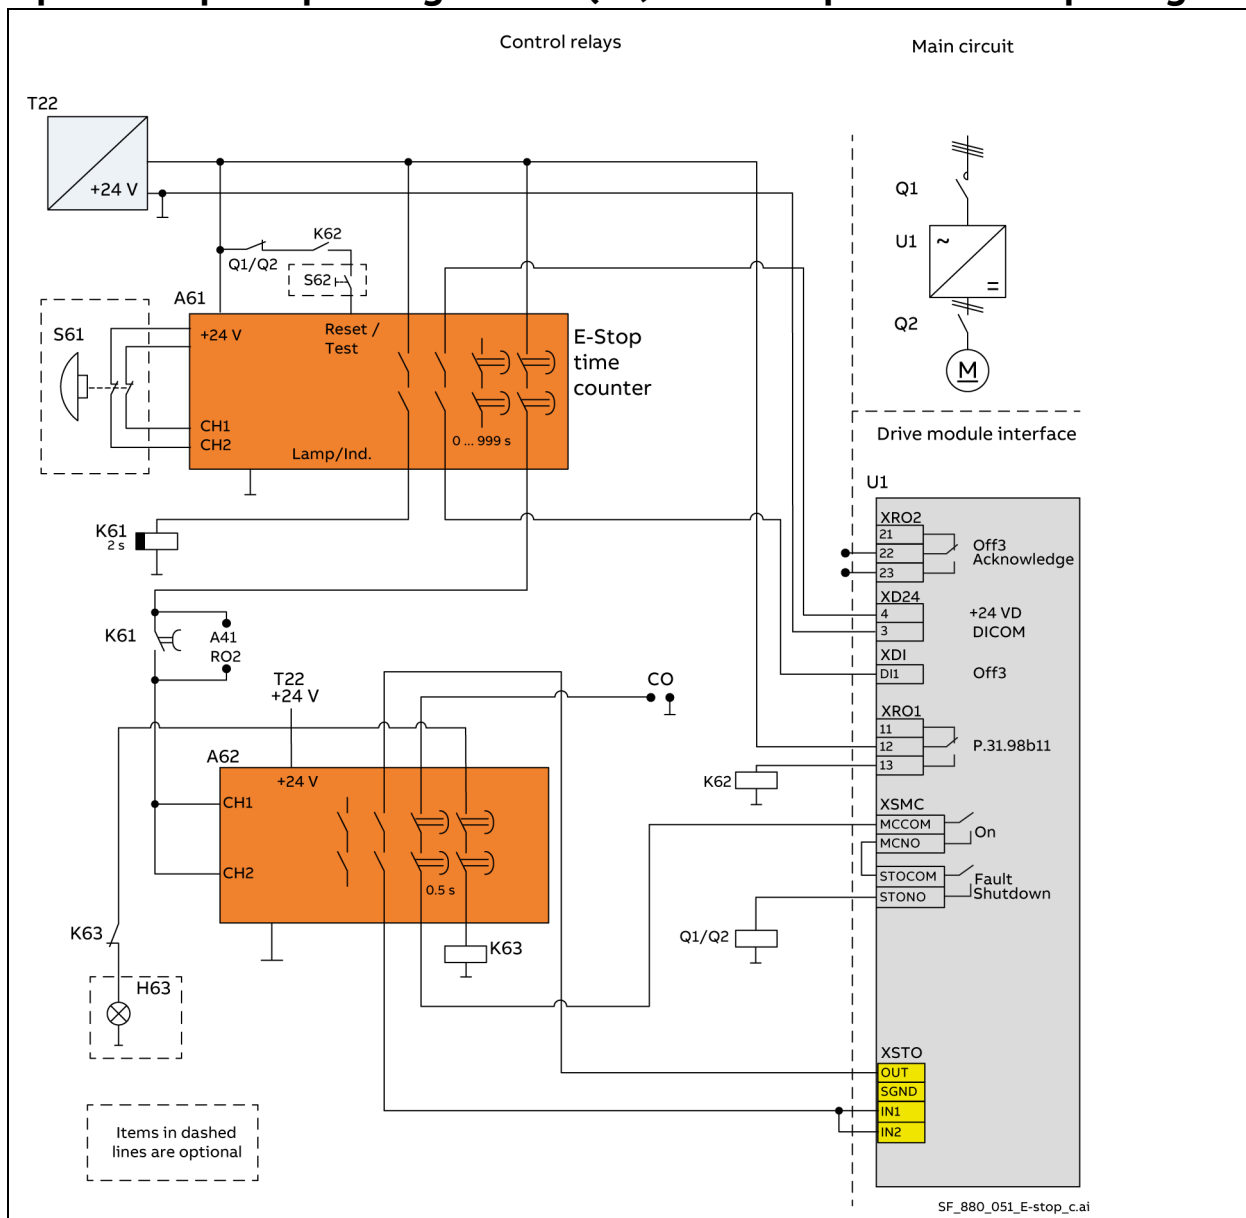 Control relays
Main circuit
T22
+24 V
Q1
K62
Q1/Q2
U1
~
=
S62
A61
Q2
S61
+24 V
Reset /
Test
E-Stop
time
counter
M
CH1
CH2
0 ... 999 s
Lamp/Ind.
Drive module interface
U1
K61
2 s
XRO2
21
22
23
Off3
Acknowledge
XD24
4
3
+24 VD
DICOM
K61
A41
RO2
XDI
DI1
Off3
T22
+24 V
CO
XRO1
11
12
13
P.31.98b11
A62
+24 V
K62
CH1
CH2
0.5 s
XSMC
MCCOM
MCNO
On
STOCOM
STONO
Fault
Shutdown
K63
K63
Q1/Q2
H63
XSTO
OUT
SGND
IN1
IN2
Items in dashed
lines are optional
SF_880_051_E-stop_c.ai